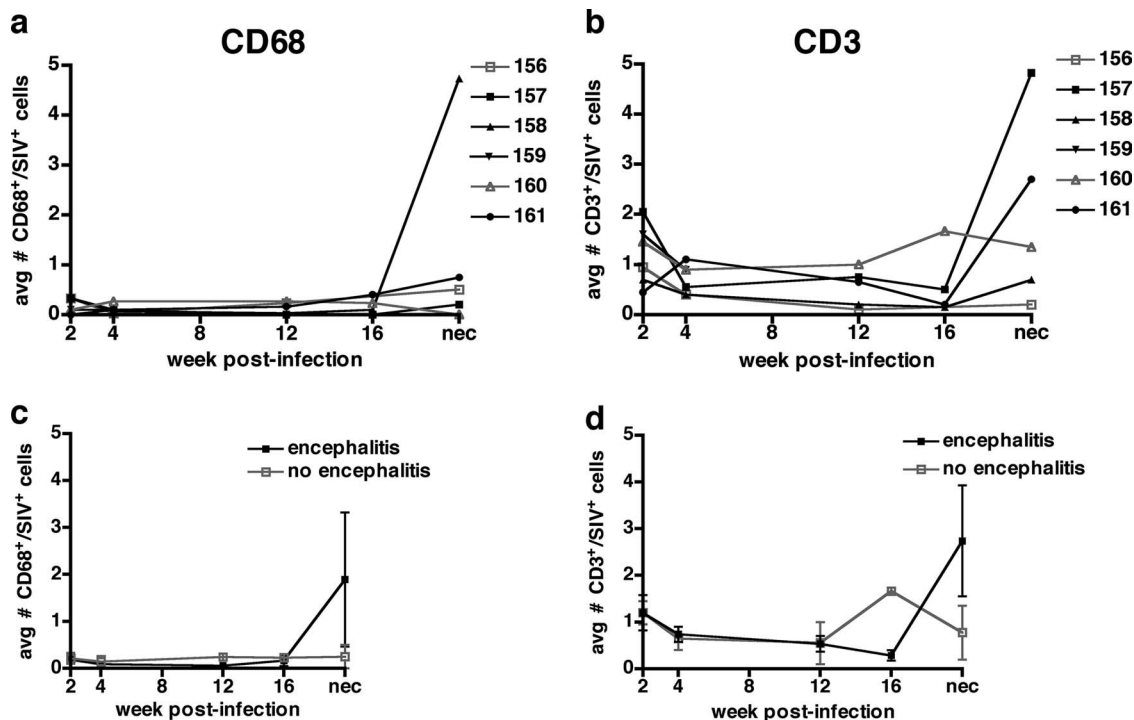 a
CD68
avg # CD68⁺/SIV⁺ cells
5
4
3
2
1
0
2 4 8 12 16 nec
week post-infection
156
157
158
159
160
161
b
CD3
avg # CD3⁺/SIV⁺ cells
5
4
3
2
1
0
2 4 8 12 16 nec
week post-infection
156
157
158
159
160
161
c
avg # CD68⁺/SIV⁺ cells
5
4
3
2
1
0
2 4 8 12 16 nec
week post-infection
encephalitis
no encephalitis
d
avg # CD3⁺/SIV⁺ cells
5
4
3
2
1
0
2 4 8 12 16 nec
week post-infection
encephalitis
no encephalitis